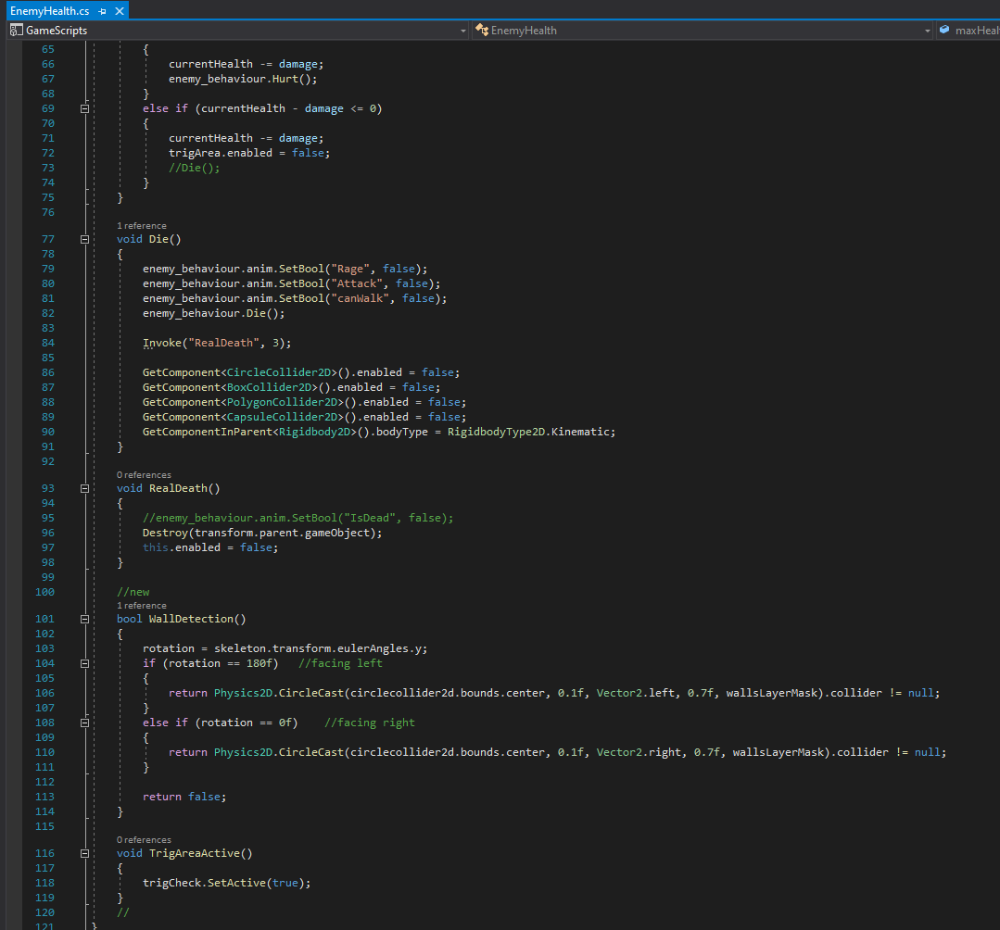 EnemyHealth.cs
GameScripts EnemyHealth maxHeal
65 {
66 currentHealth -= damage;
67 enemy_behaviour.Hurt();
68 }
69 else if (currentHealth - damage <= 0)
70 {
71 currentHealth -= damage;
72 trigArea.enabled = false;
73 //Die();
74 }
75 }
76
1 reference
77 void Die()
78 {
79 enemy_behaviour.anim.SetBool("Rage", false);
80 enemy_behaviour.anim.SetBool("Attack", false);
81 enemy_behaviour.anim.SetBool("canWalk", false);
82 enemy_behaviour.Die();
83
84 Invoke("RealDeath", 3);
85
86 GetComponent<CircleCollider2D>().enabled = false;
87 GetComponent<BoxCollider2D>().enabled = false;
88 GetComponent<PolygonCollider2D>().enabled = false;
89 GetComponent<CapsuleCollider2D>().enabled = false;
90 GetComponentInParent<Rigidbody2D>().bodyType = RigidbodyType2D.Kinematic;
91 }
92
0 references
93 void RealDeath()
94 {
95 //enemy_behaviour.anim.SetBool("IsDead", false);
96 Destroy(transform.parent.gameObject);
97 this.enabled = false;
98 }
99
100 //new
1 reference
101 bool WallDetection()
102 {
103 rotation = skeleton.transform.eulerAngles.y;
104 if (rotation == 180f) //facing left
105 {
106 return Physics2D.CircleCast(circlecollider2d.bounds.center, 0.1f, Vector2.left, 0.7f, wallsLayerMask).collider != null;
107 }
108 else if (rotation == 0f) //facing right
109 {
110 return Physics2D.CircleCast(circlecollider2d.bounds.center, 0.1f, Vector2.right, 0.7f, wallsLayerMask).collider != null;
111 }
112
113 return false;
114 }
115
0 references
116 void TrigAreaActive()
117 {
118 trigCheck.SetActive(true);
119 }
120 //
121 }